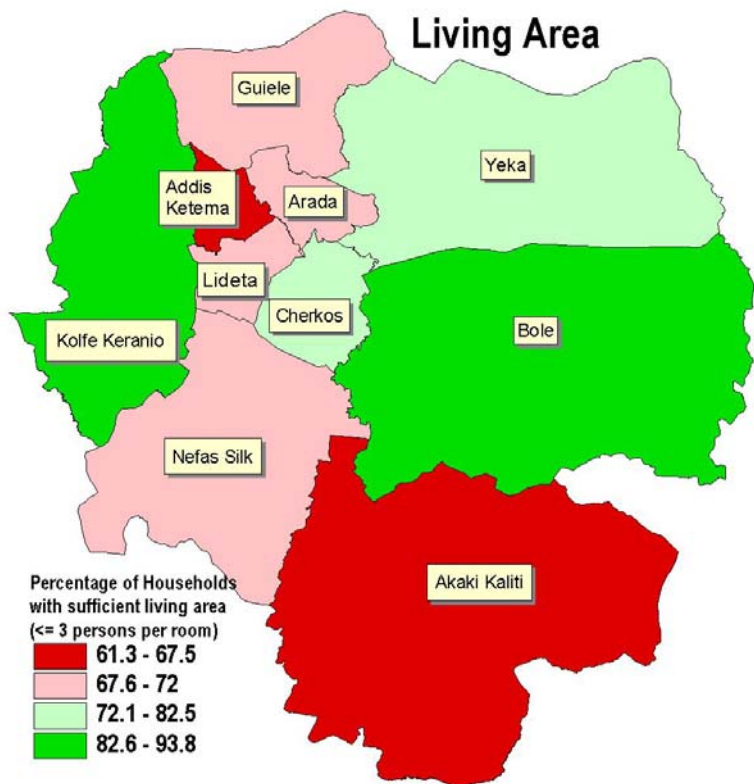 Living Area
Guiele
Yeka
Addis
Ketema
Arada
Lideta
Cherkos
Bole
Kolfe Keranio
Nefas Silk
Akaki Kaliti
Percentage of Households
with sufficient living area
(<= 3 persons per room)
61.3 - 67.5
67.6 - 72
72.1 - 82.5
82.6 - 93.8